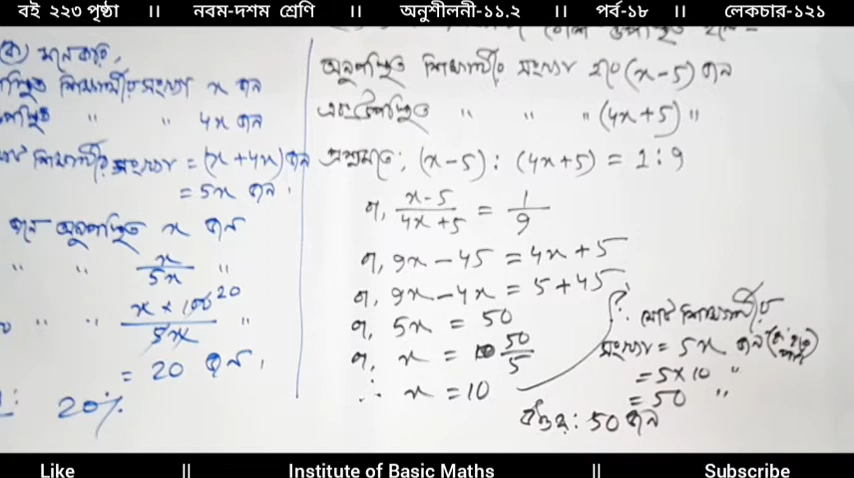 বই ২২৩ পৃষ্ঠা || নবম-দশম শ্রেণি || অনুশীলনী-১১.২ || পর্ব-১৮ || লেকচার-১২১
(ক) মনেকরি,
শিক্ষার্থীর সংখ্যা x জন
" " 4x জন
শিক্ষার্থীর সংখ্যা = (x + 4x) জন
= 5x জন।
জনে অনুপস্থিত x জন
" " x/5x "
" " x × 100 20/5x "
= 20 জন।
: 20%
অনুপস্থিত শিক্ষার্থীর সংখ্যা হবে (x-5) জন
এবং উপস্থিত " " " (4x+5) "
প্রশ্নমতে, (x-5) : (4x+5) = 1:9
বা, x-5/4x+5 = 1/9
বা, 9x - 45 = 4x + 5
বা, 9x - 4x = 5 + 45
বা, 5x = 50
বা, x = 50/5
∴ x = 10
∴ মোট শিক্ষার্থীর
সংখ্যা = 5x জন
= 5×10 "
= 50 "
উত্তর: 50 জন
Like || Institute of Basic Maths || Subscribe